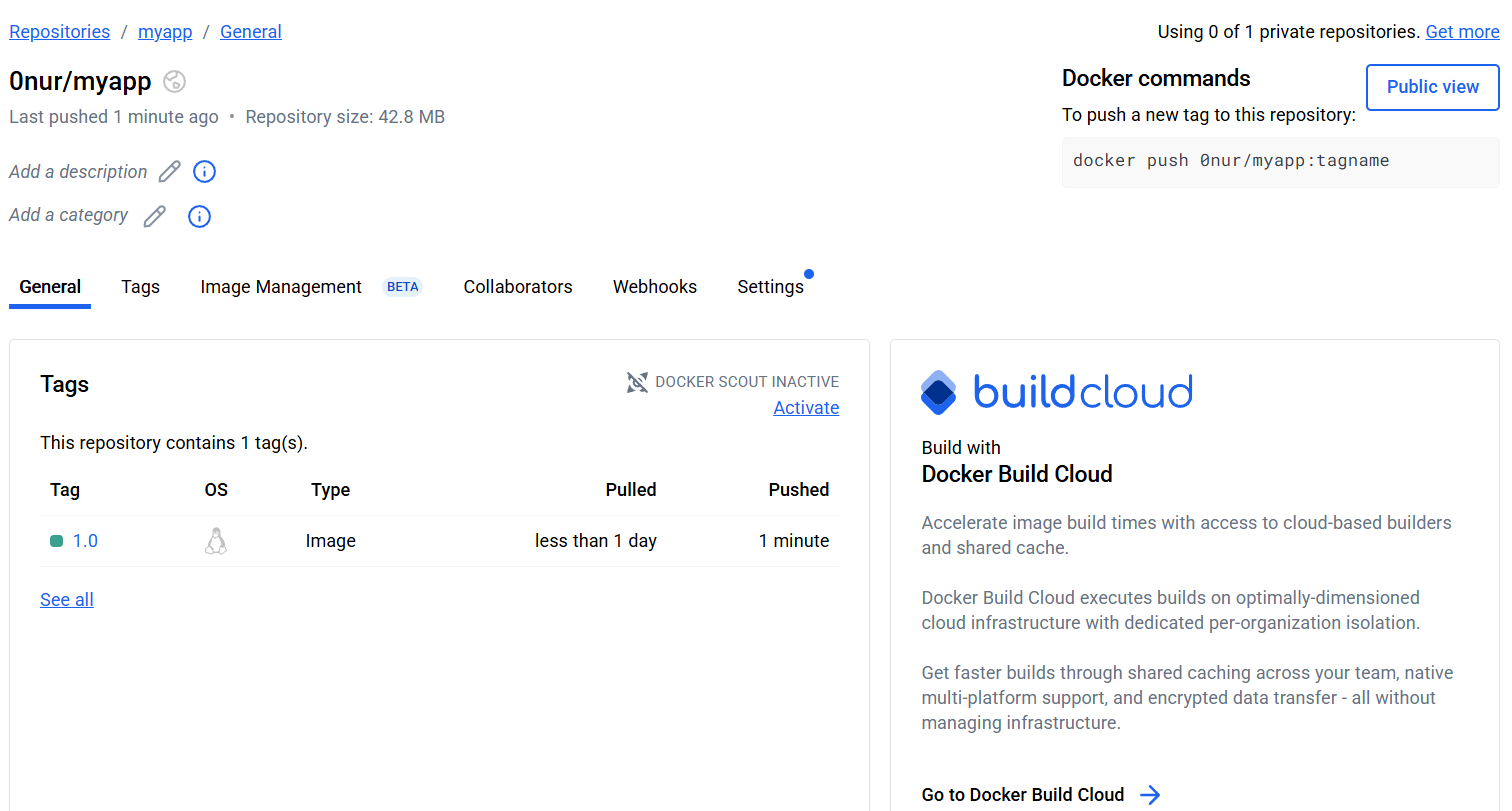 Repositories / myapp / General
Using 0 of 1 private repositories. Get more
0nur/myapp
Last pushed 1 minute ago • Repository size: 42.8 MB
Add a description
Add a category
Docker commands
Public view
To push a new tag to this repository:
docker push 0nur/myapp:tagname
General Tags Image Management BETA Collaborators Webhooks Settings
Tags
DOCKER SCOUT INACTIVE
Activate
This repository contains 1 tag(s).
Tag OS Type Pulled Pushed
1.0 Image less than 1 day 1 minute
See all
buildcloud
Build with
Docker Build Cloud
Accelerate image build times with access to cloud-based builders
and shared cache.
Docker Build Cloud executes builds on optimally-dimensioned
cloud infrastructure with dedicated per-organization isolation.
Get faster builds through shared caching across your team, native
multi-platform support, and encrypted data transfer - all without
managing infrastructure.
Go to Docker Build Cloud